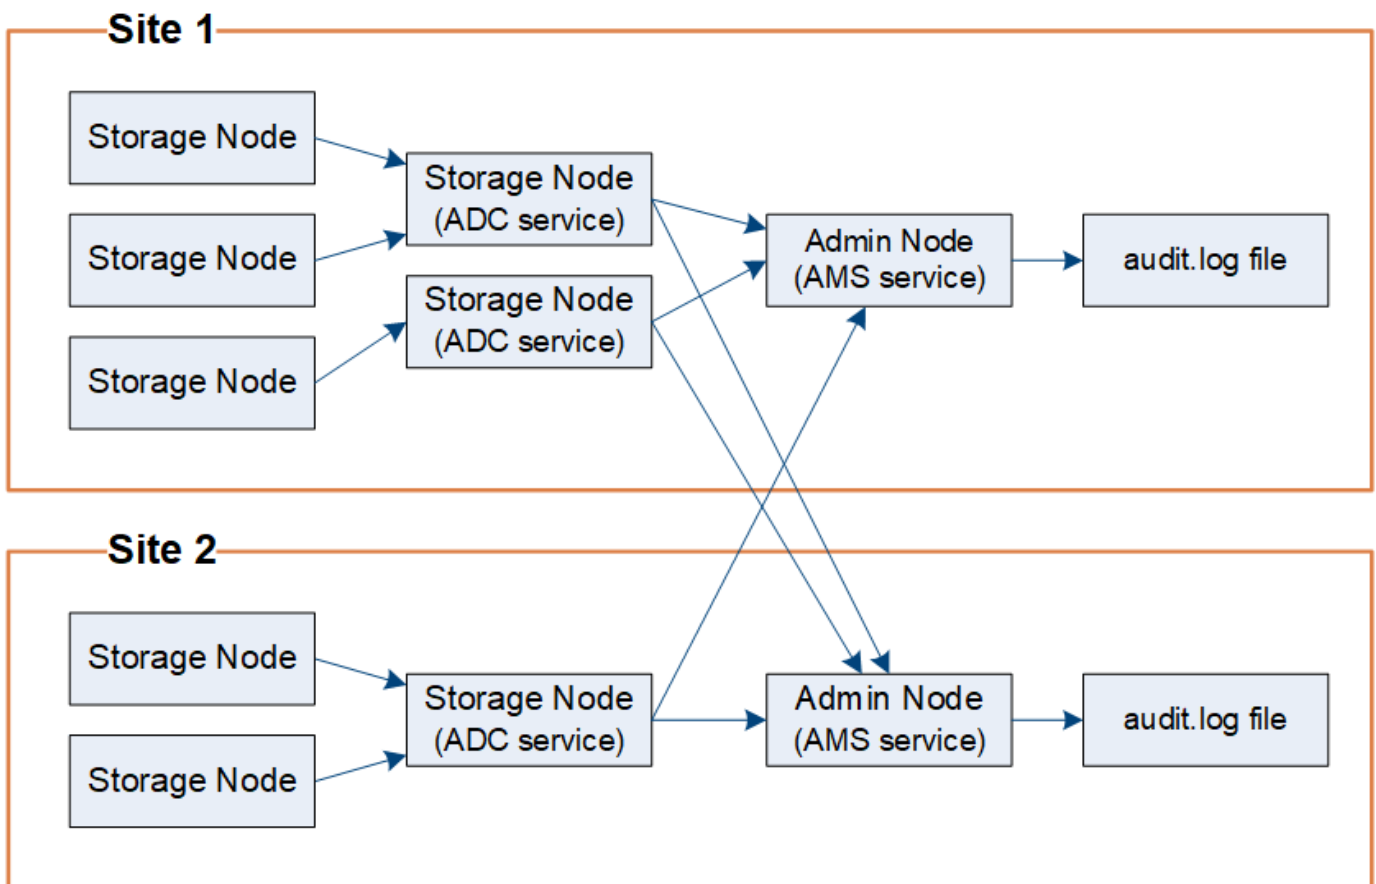 Site 1
Storage Node
Storage Node
Storage Node
Storage Node
(ADC service)
Storage Node
(ADC service)
Admin Node
(AMS service)
audit.log file
Site 2
Storage Node
Storage Node
Storage Node
(ADC service)
Admin Node
(AMS service)
audit.log file